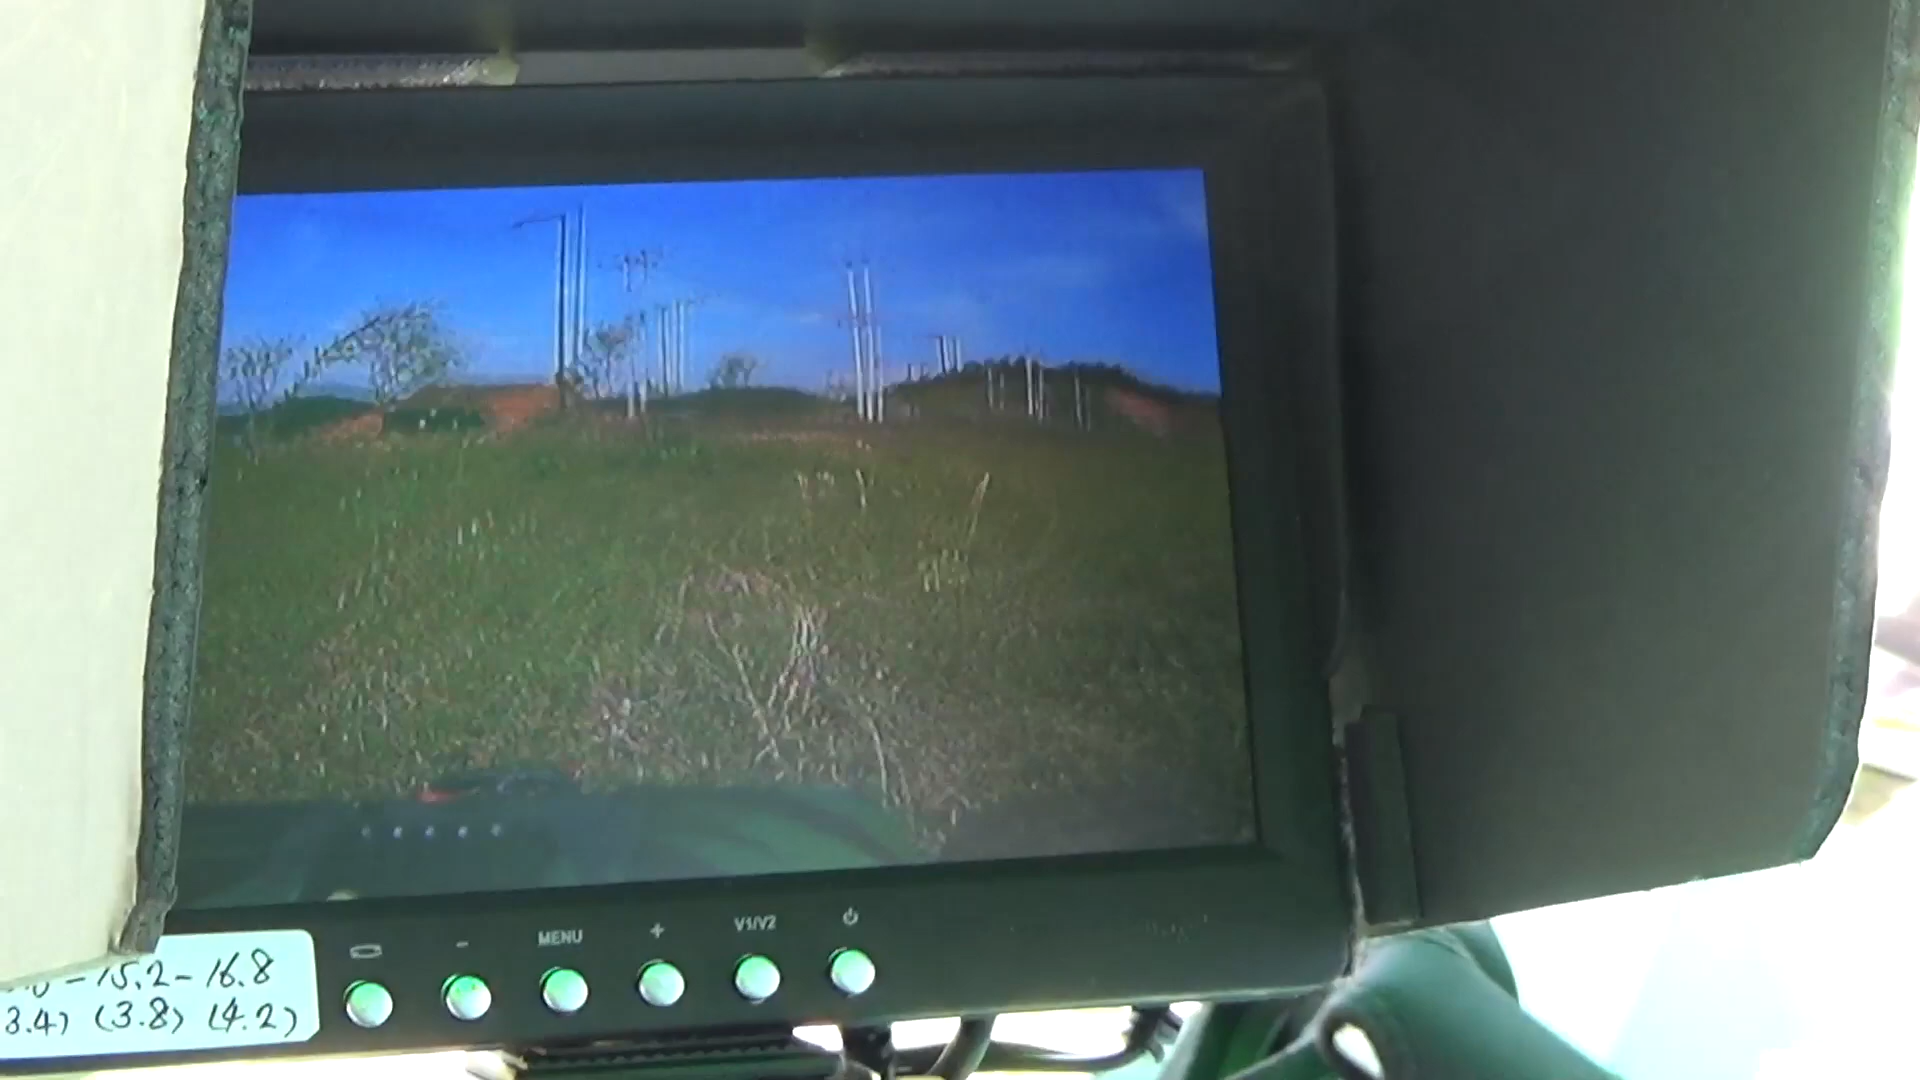 MENU
+
V1/V2
-15.2-16.8
3.4) (3.8) (4.2)